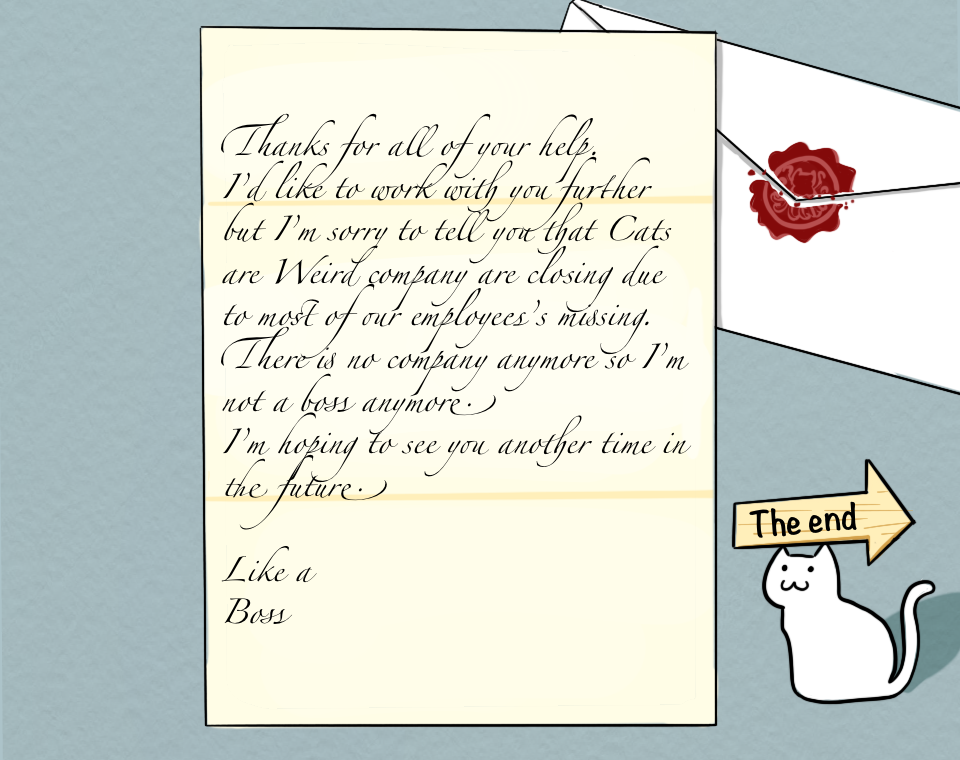 Thanks for all of your help.
I'd like to work with you further
but I'm sorry to tell you that Cats
are Weird company are closing due
to most of our employees's missing.
There is no company anymore so I'm
not a boss anymore.
I'm hoping to see you another time in
the future.
Like a
Boss
The end